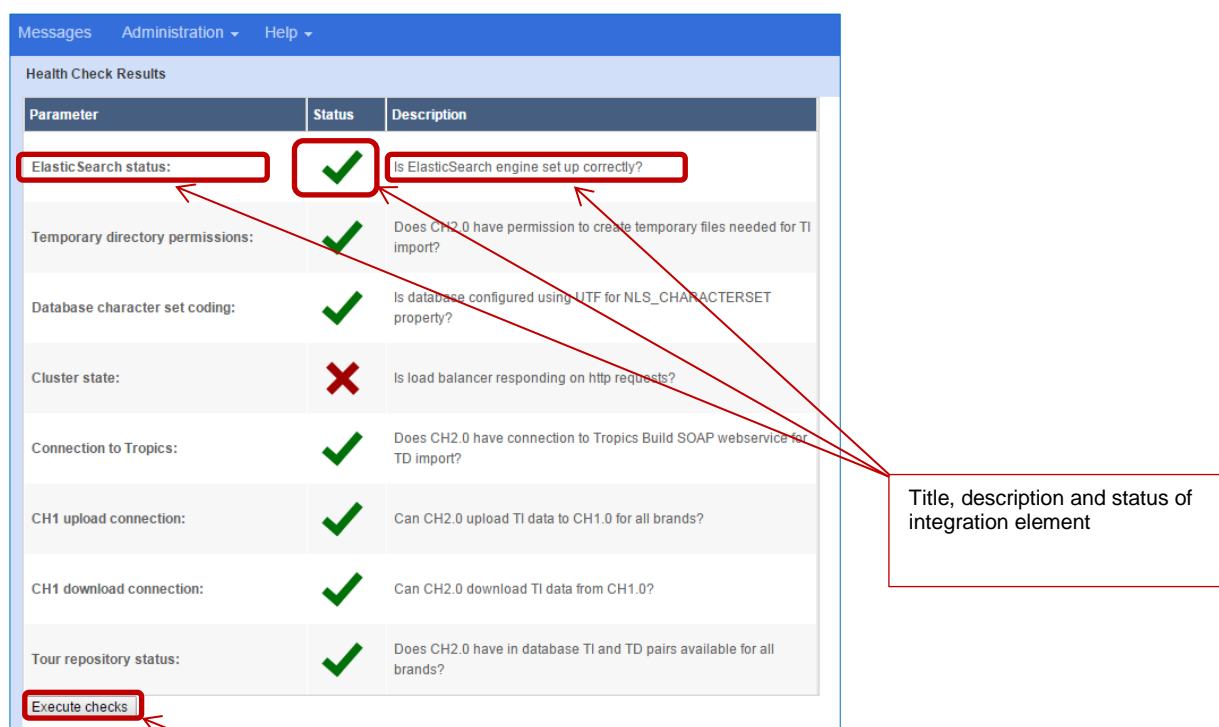 Messages Administration Help
Health Check Results
Parameter Status Description
ElasticSearch status: Is ElasticSearch engine set up correctly?
Temporary directory permissions: Does CH2.0 have permission to create temporary files needed for TI
import?
Database character set coding: Is database configured using UTF for NLS_CHARACTERSET
property?
Cluster state: Is load balancer responding on http requests?
Connection to Tropics: Does CH2.0 have connection to Tropics Build SOAP webservice for
TD import?
Title, description and status of
integration element
CH1 upload connection: Can CH2.0 upload TI data to CH1.0 for all brands?
CH1 download connection: Can CH2.0 download TI data from CH1.0?
Tour repository status: Does CH2.0 have in database TI and TD pairs available for all
brands?
Execute checks